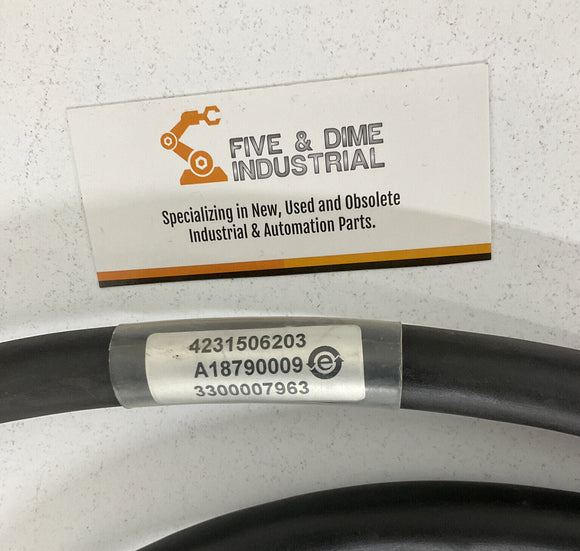 FIVE & DIME
INDUSTRIAL
Specializing in New, Used and Obsolete
Industrial & Automation Parts.
4231506203
A18790009 e
3300007963